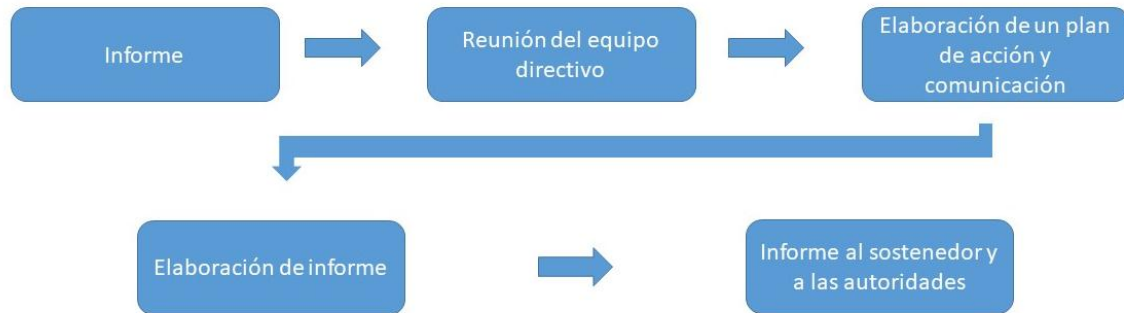 Informe
Reunión del equipo
directivo
Elaboración de un plan
de acción y
comunicación
Elaboración de informe
Informe al sostenedor y
a las autoridades